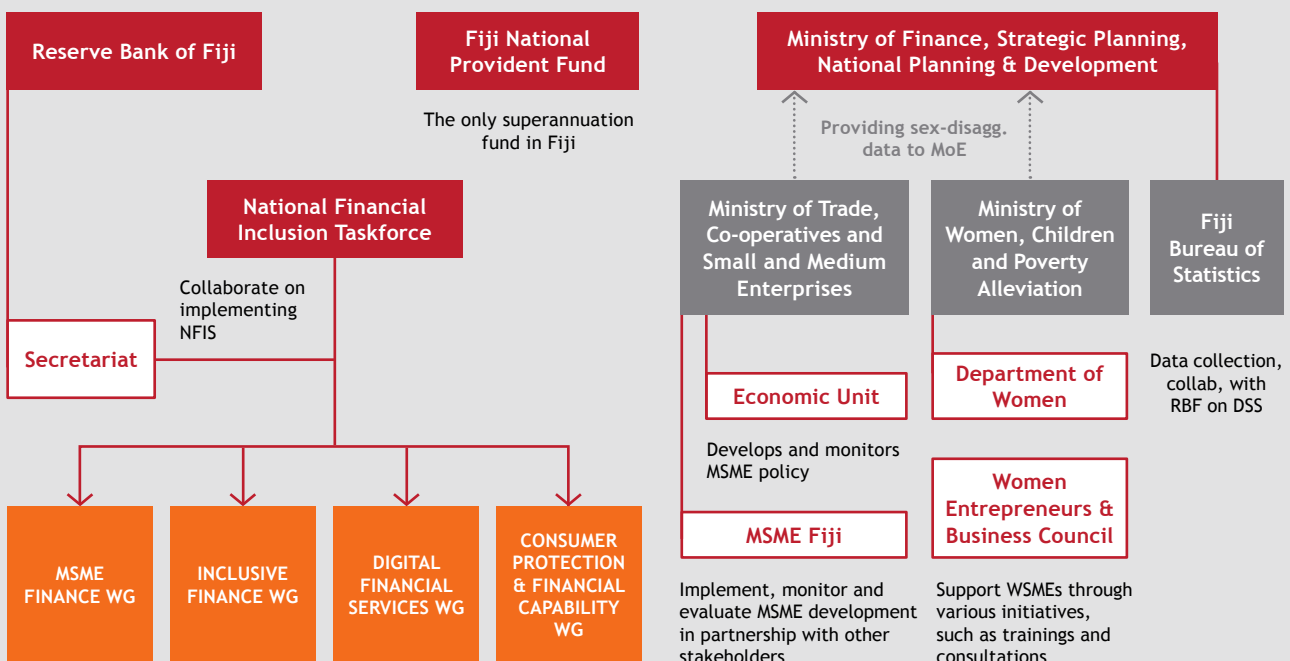 Reserve Bank of Fiji
Fiji National
Provident Fund
The only superannuation
fund in Fiji
Ministry of Finance, Strategic Planning,
National Planning & Development
Providing sex-disagg.
data to MoE
National Financial
Inclusion Taskforce
Collaborate on
implementing
NFIS
Secretariat
MSME
FINANCE WG
INCLUSIVE
FINANCE WG
DIGITAL
FINANCIAL
SERVICES WG
CONSUMER
PROTECTION
& FINANCIAL
CAPABILITY
WG
Ministry of Trade,
Co-operatives and
Small and Medium
Enterprises
Economic Unit
Develops and monitors
MSME policy
MSME Fiji
Implement, monitor and
evaluate MSME development
in partnership with other
stakeholders
Ministry of
Women, Children
and Poverty
Alleviation
Department of
Women
Women
Entrepreneurs &
Business Council
Support WSMEs through
various initiatives,
such as trainings and
consultations
Fiji
Bureau of
Statistics
Data collection,
collab, with
RBF on DSS